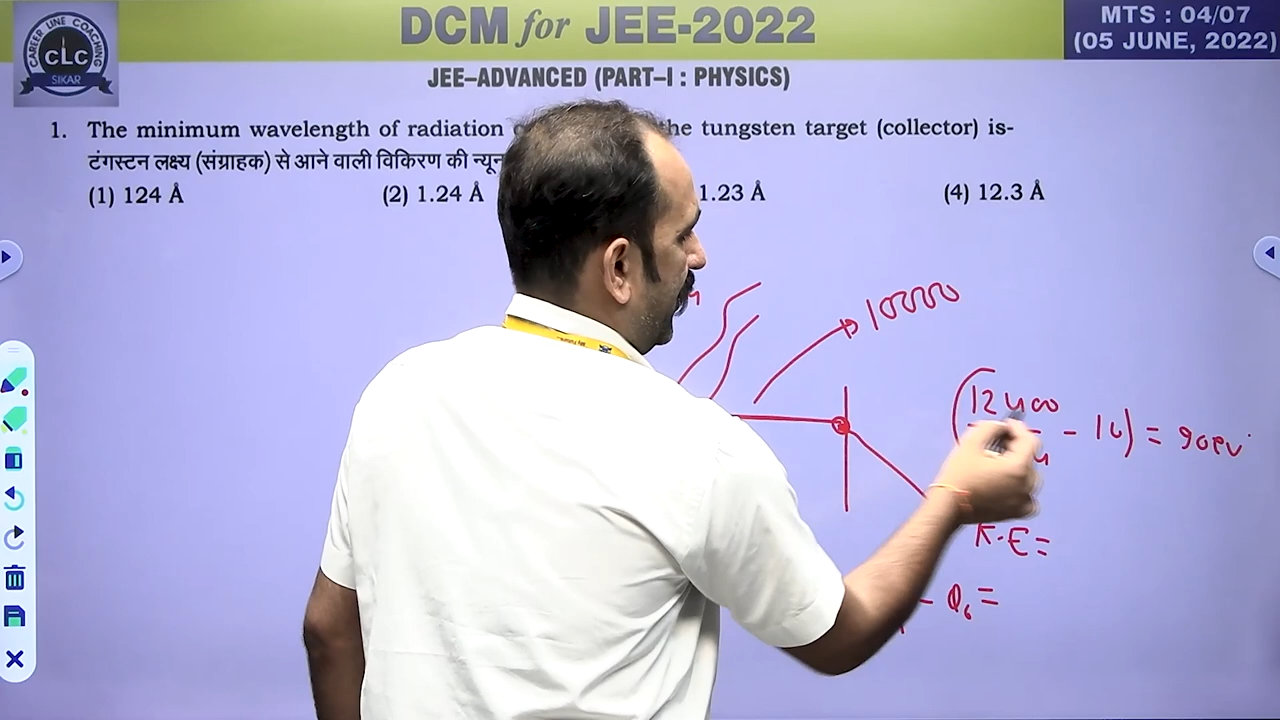 DCM for JEE-2022
MTS : 04/07
(05 JUNE, 2022)
CAREER LINE COACHING
CLC
SIKAR
JEE–ADVANCED (PART–I : PHYSICS)
1. The minimum wavelength of radiation the tungsten target (collector) is-
टंगस्टन लक्ष्य (संग्राहक) से आने वाली विकिरण की
(1) 124 Å (2) 1.24 Å 1.23 Å (4) 12.3 Å
10000
(12400 - 10) = 90eV
K.E =
- Φ₀ =